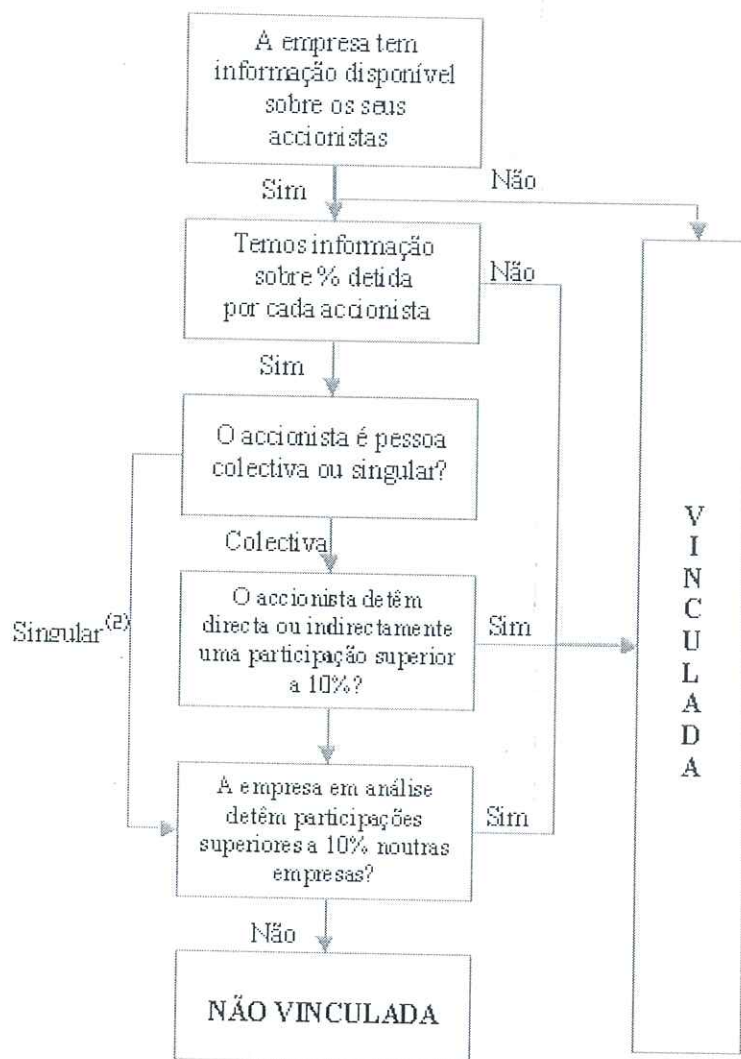 A empresa tem
informação disponível
sobre os seus
accionistas
Sim
Não
Temos informação
sobre % detida
por cada accionista
Não
Sim
O accionista é pessoa
colectiva ou singular?
Colectiva
Singular(2)
O accionista detêm
directa ou indirectamente
uma participação superior
a 10%?
Sim
A empresa em análise
detêm participações
superiores a 10% noutras
empresas?
Sim
Não
NÃO VINCULADA
V
I
N
C
U
L
A
D
A